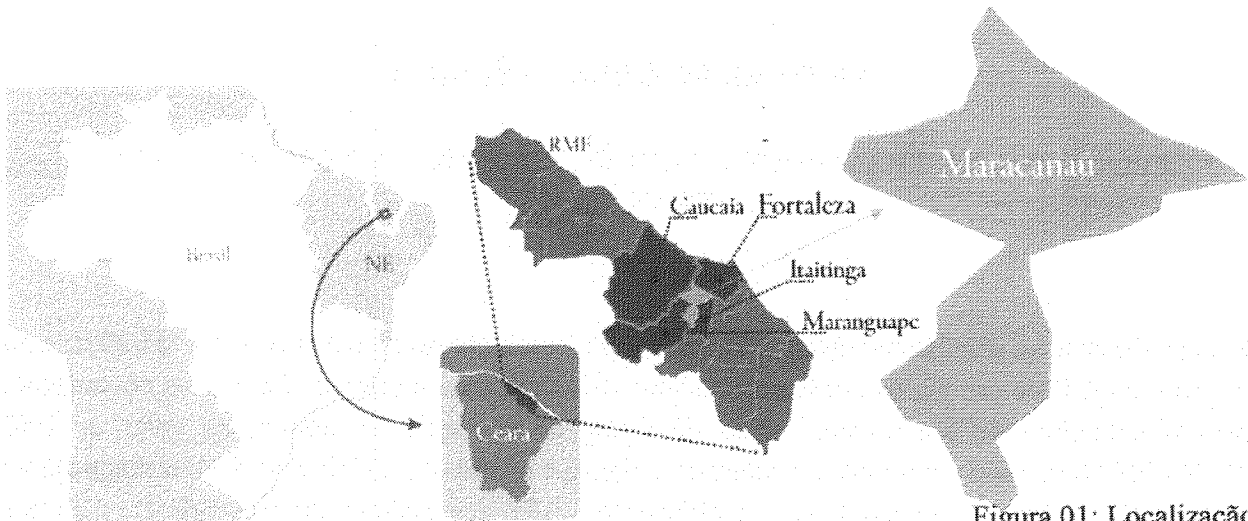 Brasil
NE
RMF
Caucaia
Fortaleza
Itaitinga
Maranguape
Ceará
Maracanaú
Figura 01: Localização